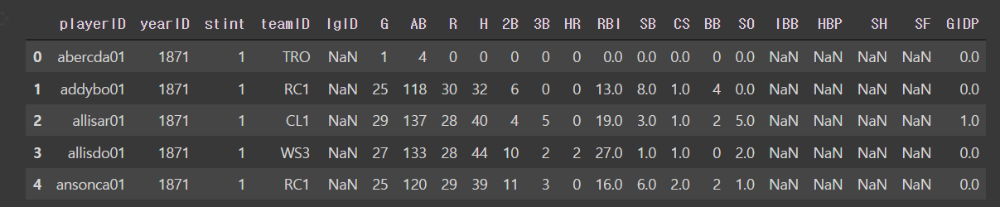 playerID yearID stint teamID lgID G AB R H 2B 3B HR RBI SB CS BB SO IBB HBP SH SF GIDP
0 abercda01 1871 1 TRO NaN 1 4 0 0 0 0 0 0.0 0.0 0.0 0 0.0 NaN NaN NaN NaN 0.0
1 addybo01 1871 1 RC1 NaN 25 118 30 32 6 0 0 13.0 8.0 1.0 4 0.0 NaN NaN NaN NaN 0.0
2 allisar01 1871 1 CL1 NaN 29 137 28 40 4 5 0 19.0 3.0 1.0 2 5.0 NaN NaN NaN NaN 1.0
3 allisdo01 1871 1 WS3 NaN 27 133 28 44 10 2 2 27.0 1.0 1.0 0 2.0 NaN NaN NaN NaN 0.0
4 ansonca01 1871 1 RC1 NaN 25 120 29 39 11 3 0 16.0 6.0 2.0 2 1.0 NaN NaN NaN NaN 0.0